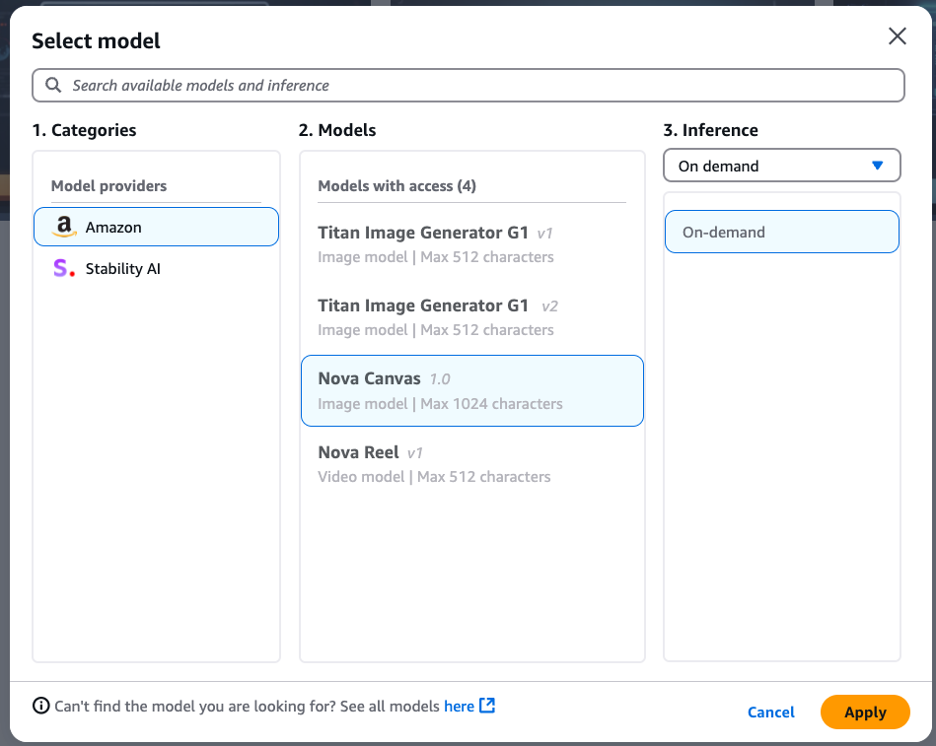 Select model
Search available models and inference
1. Categories
Model providers
Amazon
Stability AI
2. Models
Models with access (4)
Titan Image Generator G1 v1
Image model | Max 512 characters
Titan Image Generator G1 v2
Image model | Max 512 characters
Nova Canvas 1.0
Image model | Max 1024 characters
Nova Reel v1
Video model | Max 512 characters
3. Inference
On demand
On-demand
Can't find the model you are looking for? See all models here
Cancel
Apply